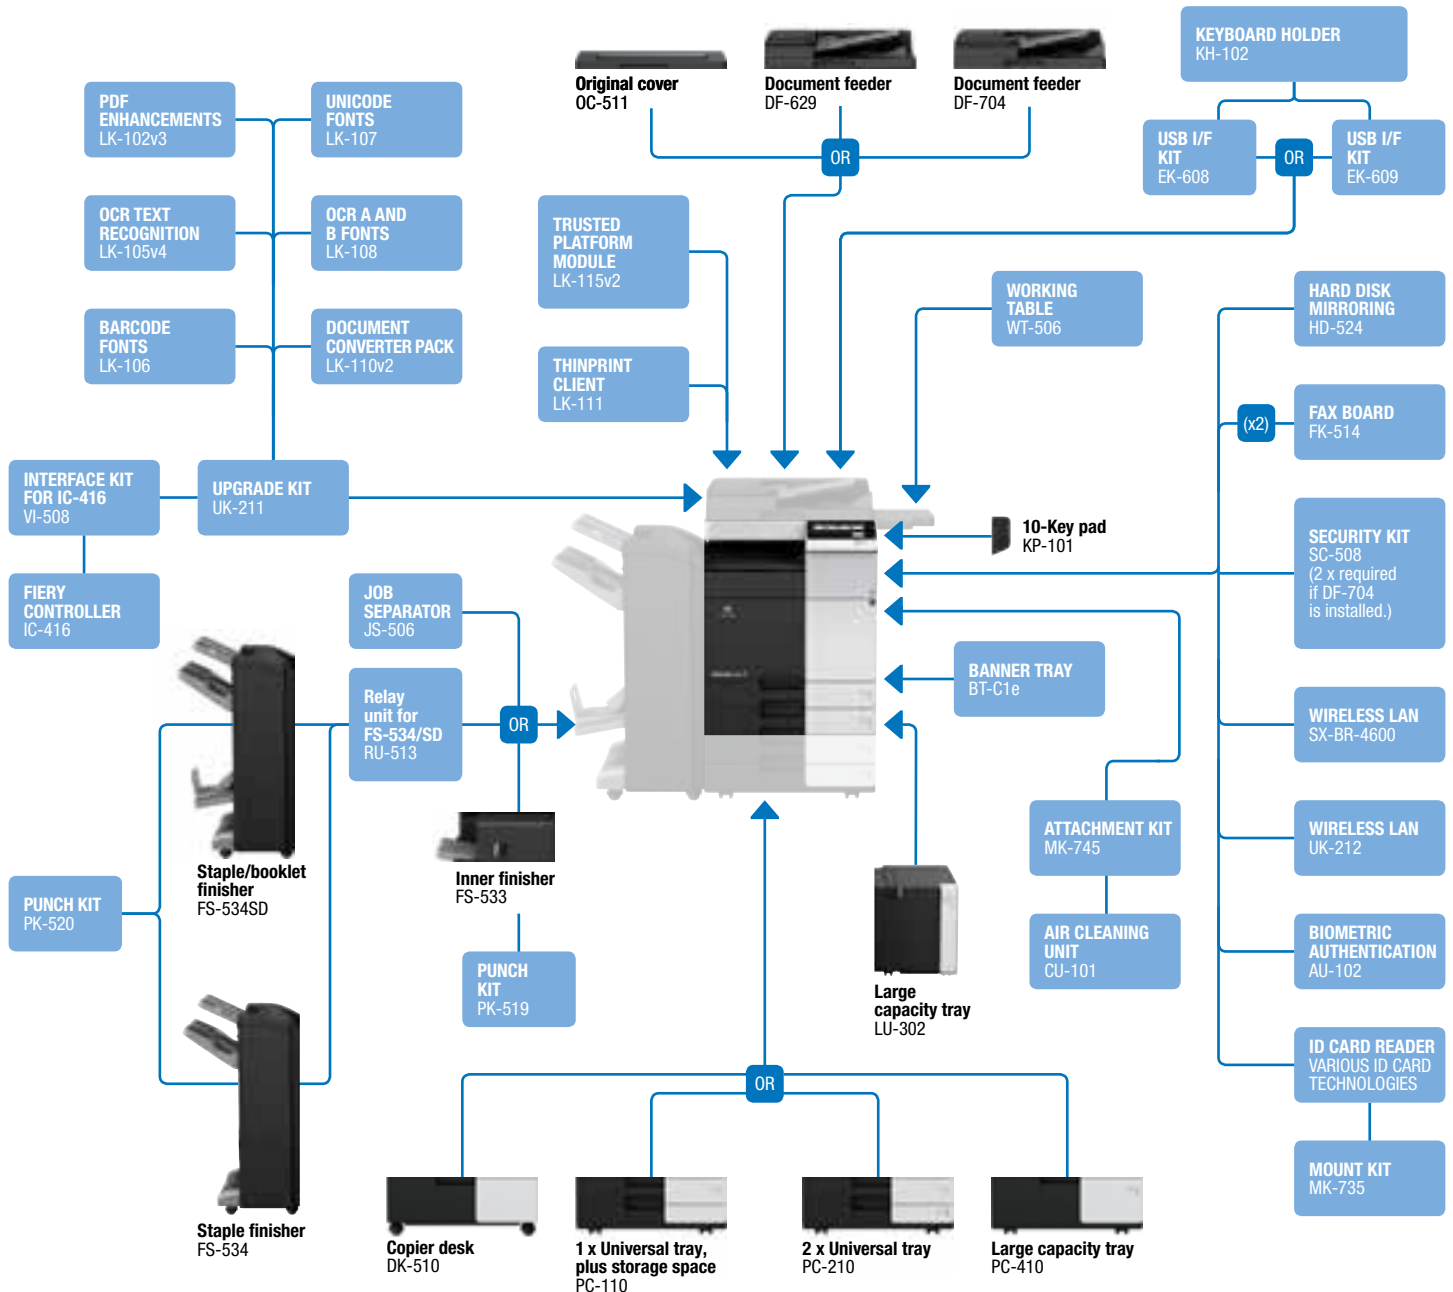 KEYBOARD HOLDER
KH-102
Original cover
OC-511
Document feeder
DF-629
Document feeder
DF-704
PDF
ENHANCEMENTS
LK-102v3
UNICODE
FONTS
LK-107
OR
USB I/F
KIT
EK-608
OR
USB I/F
KIT
EK-609
OCR TEXT
RECOGNITION
LK-105v4
OCR A AND
B FONTS
LK-108
TRUSTED
PLATFORM
MODULE
LK-115v2
WORKING
TABLE
WT-506
HARD DISK
MIRRORING
HD-524
BARCODE
FONTS
LK-106
DOCUMENT
CONVERTER PACK
LK-110v2
THINPRINT
CLIENT
LK-111
(x2)
FAX BOARD
FK-514
INTERFACE KIT
FOR IC-416
VI-508
UPGRADE KIT
UK-211
10-Key pad
KP-101
SECURITY KIT
SC-508
(2 x required
if DF-704
is installed.)
FIERY
CONTROLLER
IC-416
JOB
SEPARATOR
JS-506
Relay
unit for
FS-534/SD
RU-513
OR
BANNER TRAY
BT-C1e
WIRELESS LAN
SX-BR-4600
ATTACHMENT KIT
MK-745
WIRELESS LAN
UK-212
Staple/booklet
finisher
FS-534SD
Inner finisher
FS-533
PUNCH KIT
PK-520
AIR CLEANING
UNIT
CU-101
BIOMETRIC
AUTHENTICATION
AU-102
PUNCH
KIT
PK-519
Large
capacity tray
LU-302
ID CARD READER
VARIOUS ID CARD
TECHNOLOGIES
OR
MOUNT KIT
MK-735
Staple finisher
FS-534
Copier desk
DK-510
1 x Universal tray,
plus storage space
PC-110
2 x Universal tray
PC-210
Large capacity tray
PC-410